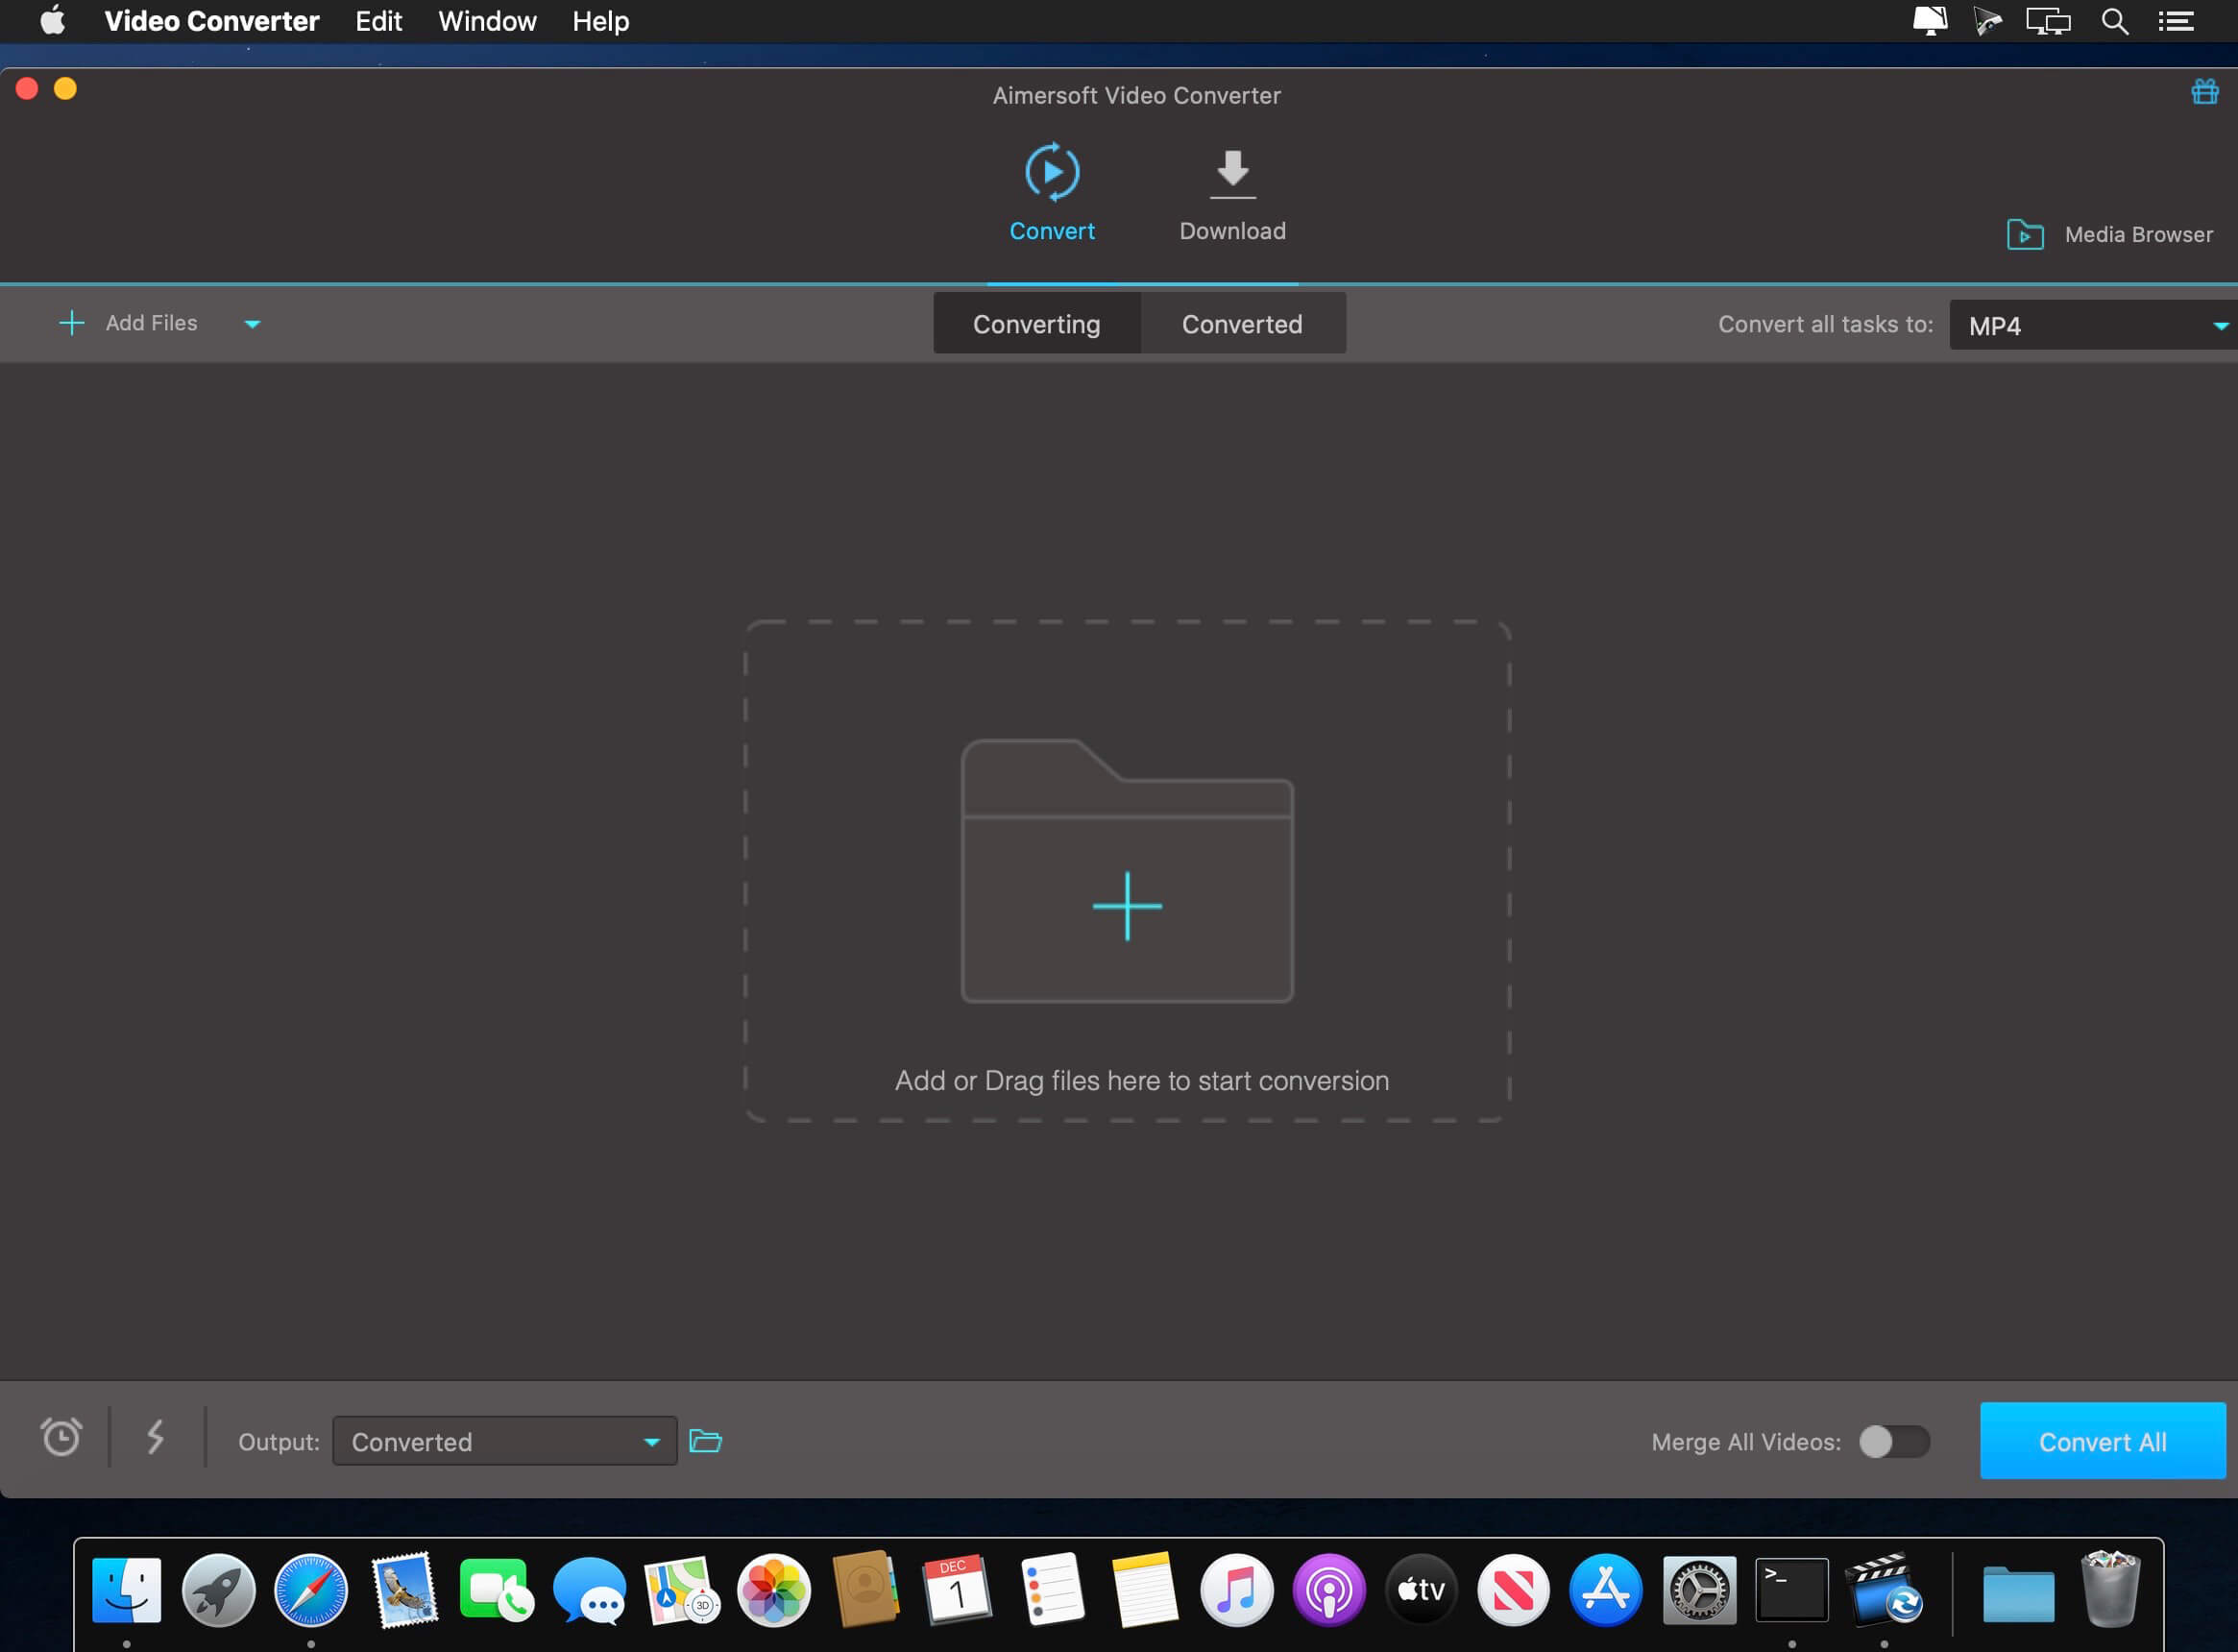 Video Converter Edit Window Help
Aimersoft Video Converter
Convert Download
Media Browser
Add Files Converting Converted Convert all tasks to: MP4
Add or Drag files here to start conversion
Output: Converted Merge All Videos: Convert All
3D DEC 1 tv >_